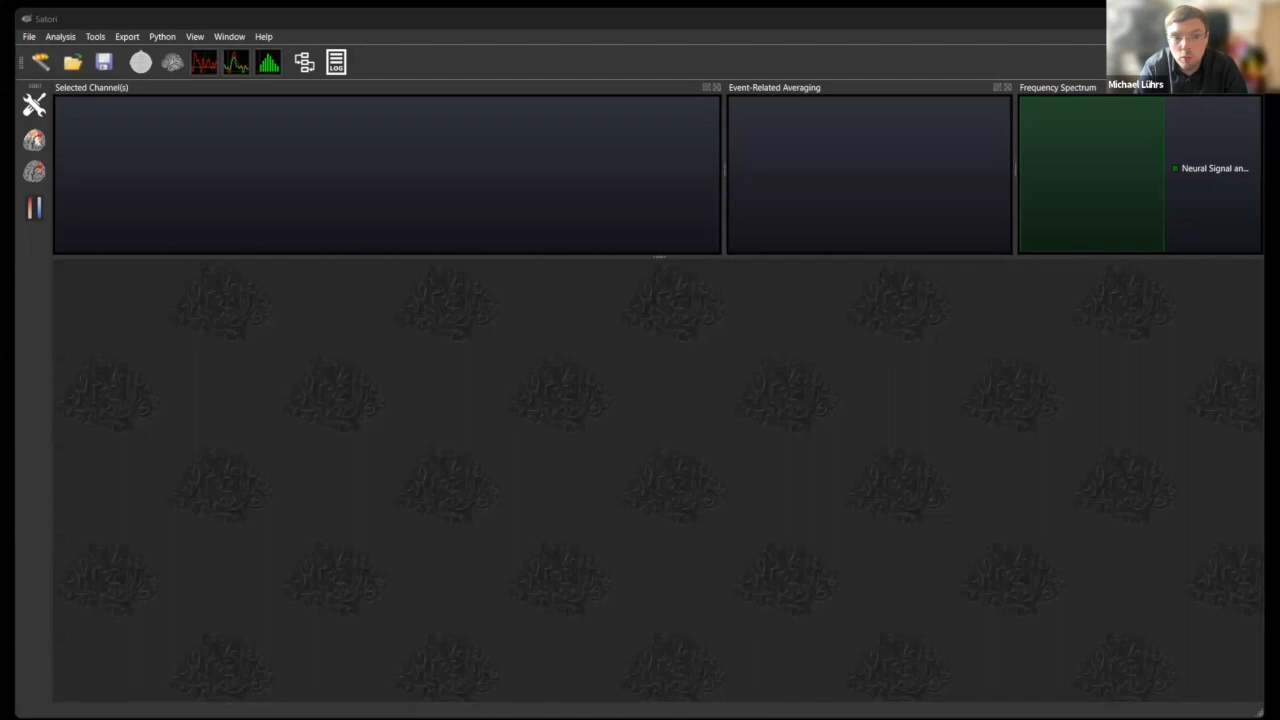 Satori
File Analysis Tools Export Python View Window Help
LOG
Michael Lührs
Selected Channel(s)
Event-Related Averaging
Frequency Spectrum
Neural Signal an...